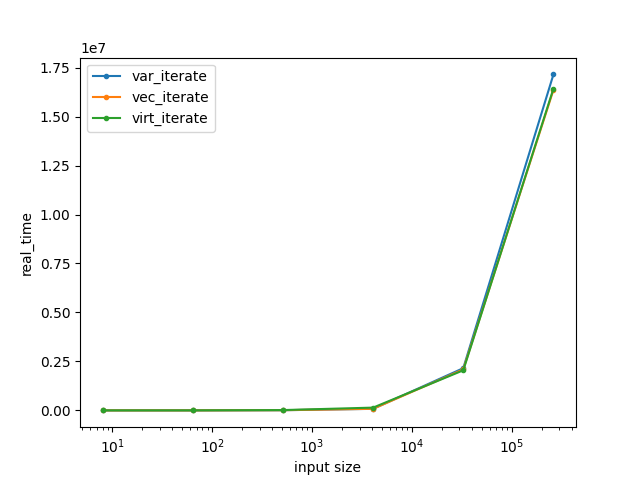 1e7
var_iterate
vec_iterate
virt_iterate
1.75
1.50
1.25
1.00
0.75
0.50
0.25
0.00
real_time
10¹ 10² 10³ 10⁴ 10⁵
input size